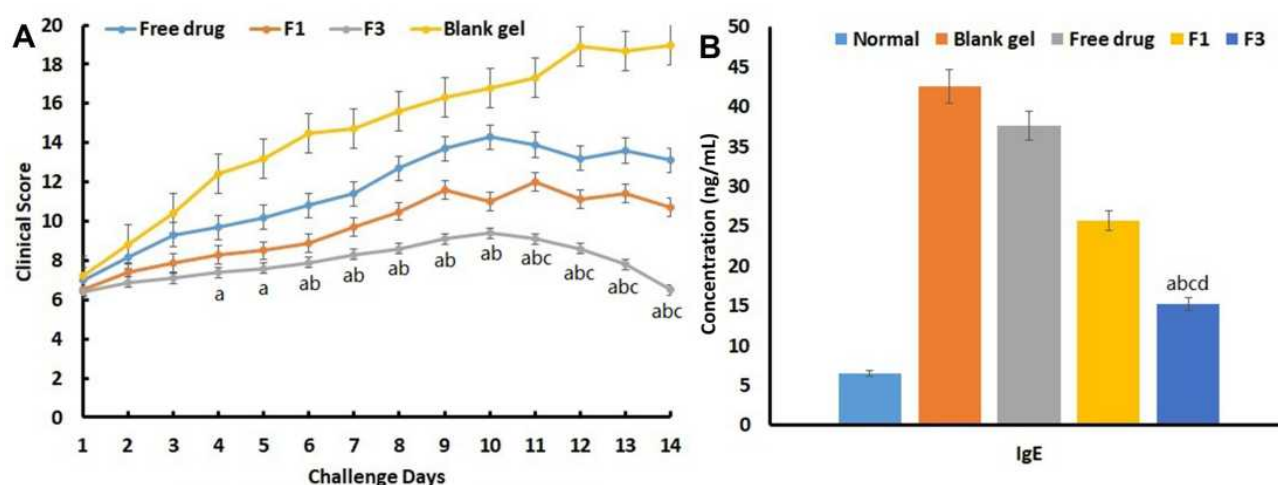 A
Free drug F1 F3 Blank gel
Clinical Score
20
18
16
14
12
10
8
6
4
2
0
a a ab ab ab ab ab abc abc abc abc
1 2 3 4 5 6 7 8 9 10 11 12 13 14
Challenge Days
B
Normal Blank gel Free drug F1 F3
Concentration (ng/mL)
50
45
40
35
30
25
20
15
10
5
0
abcd
IgE